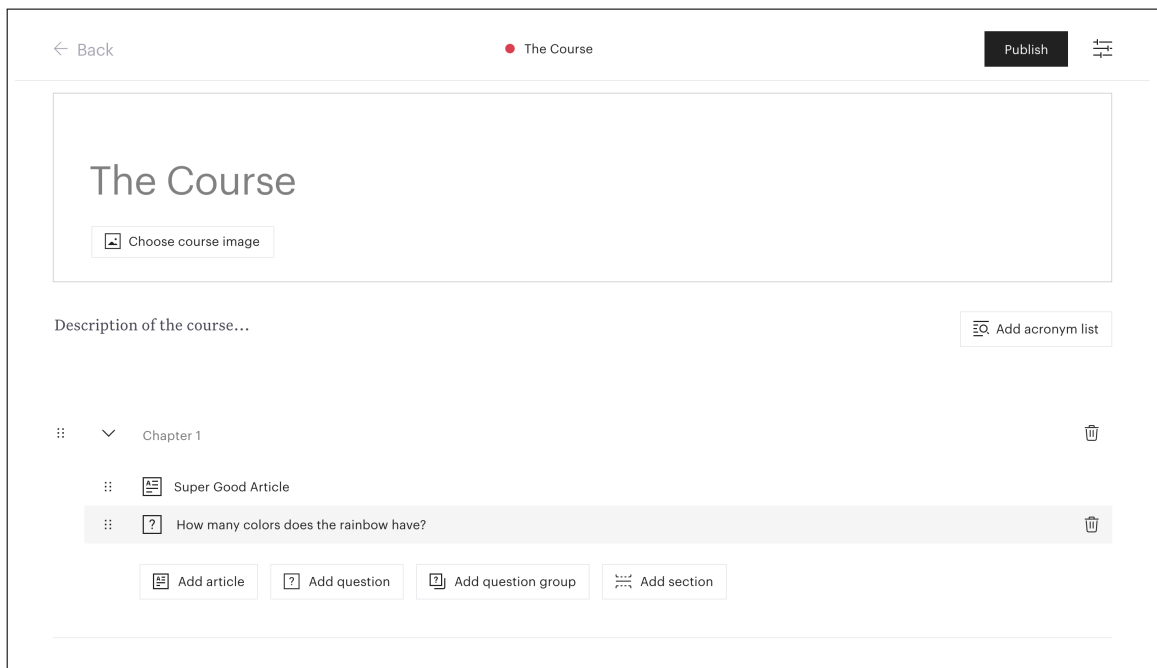 Back
The Course
Publish
The Course
Choose course image
Description of the course...
Add acronym list
Chapter 1
Super Good Article
How many colors does the rainbow have?
Add article
Add question
Add question group
Add section